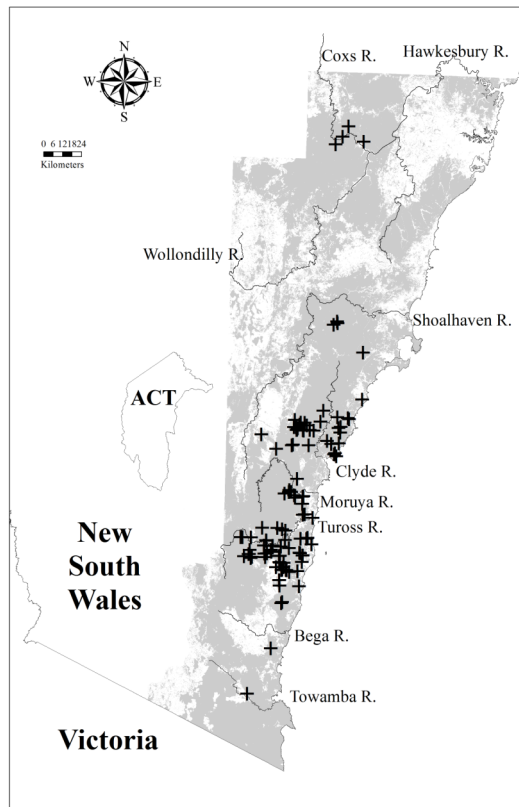 Coxs R.
Hawkesbury R.
N
W
E
S
0 6 121824
Kilometers
Wollondilly R.
Shoalhaven R.
ACT
Clyde R.
Moruya R.
Tuross R.
New
South
Wales
Bega R.
Towamba R.
Victoria